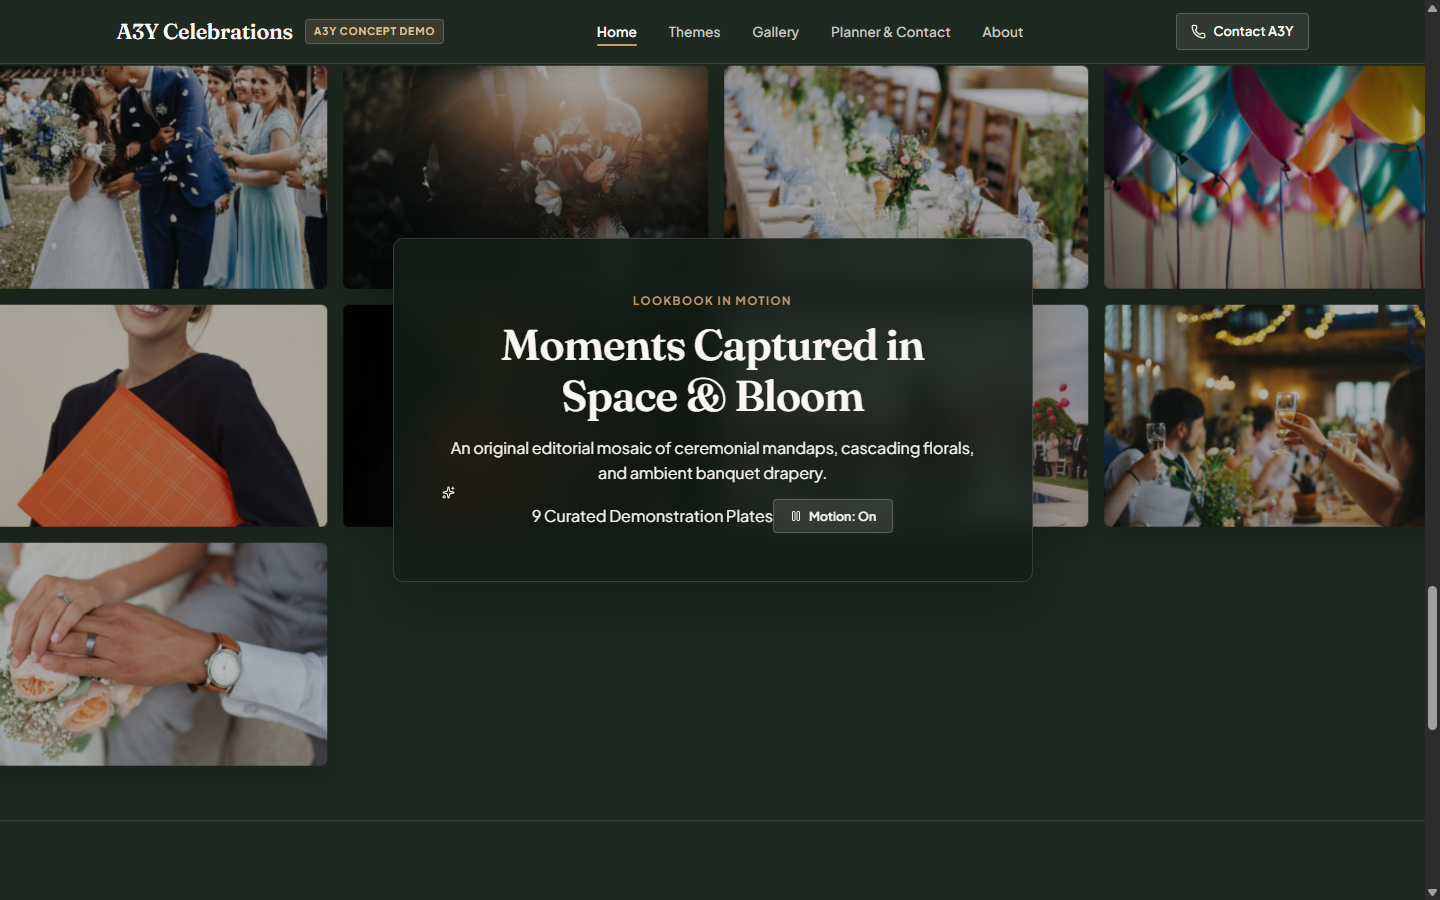 A3Y Celebrations
A3Y CONCEPT DEMO
Home
Themes
Gallery
Planner & Contact
About
Contact A3Y
LOOKBOOK IN MOTION
Moments Captured in
Space & Bloom
An original editorial mosaic of ceremonial mandaps, cascading florals,
and ambient banquet drapery.
9 Curated Demonstration Plates
Motion: On